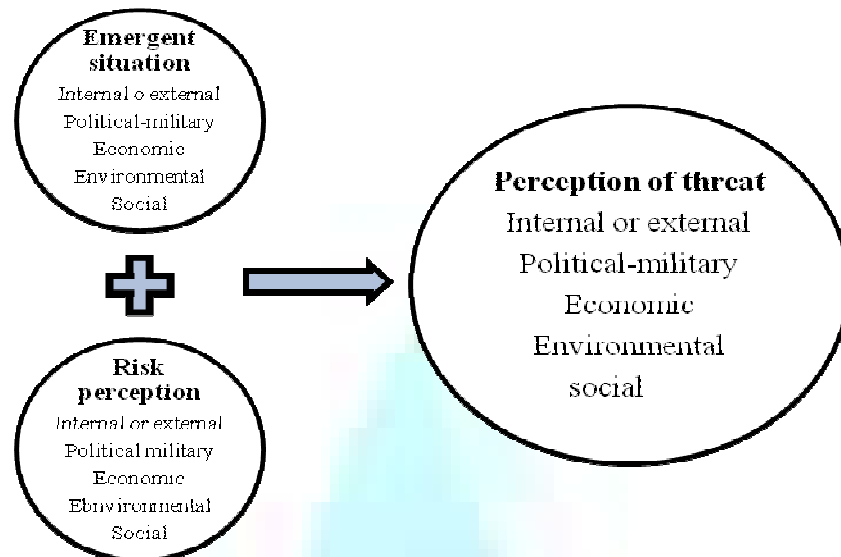 Emergent
situation
Internal o external
Political-military
Economic
Environmental
Social
Risk
perception
Internal or external
Political military
Economic
Ebnvironmental
Social
Perception of threat
Internal or external
Political-military
Economic
Environmental
social